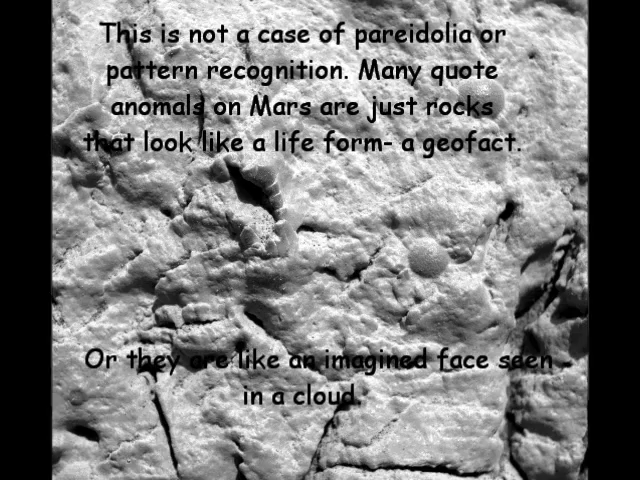 This is not a case of pareidolia or
pattern recognition. Many quote
anomals on Mars are just rocks
that look like a life form- a geofact.
Or they are like an imagined face seen
in a cloud.